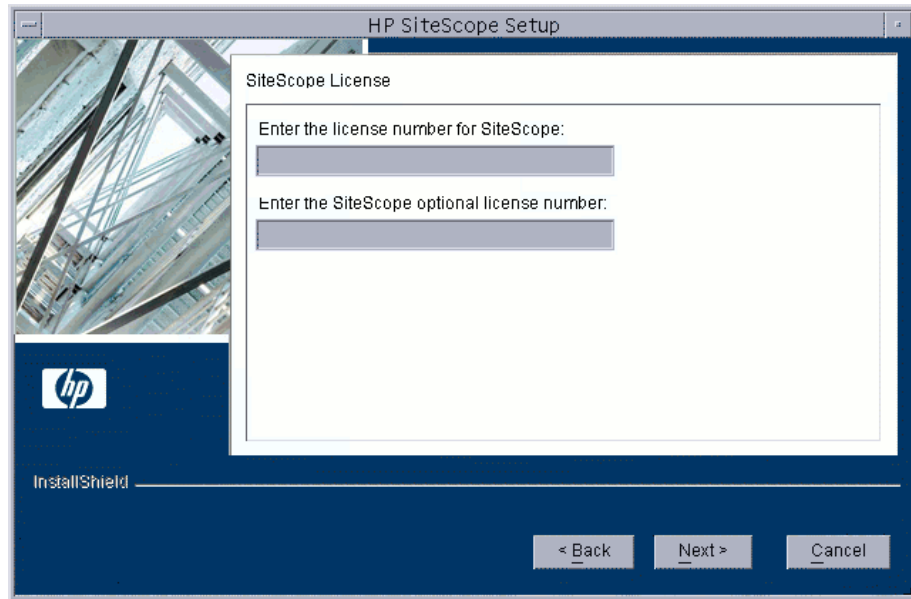 HP SiteScope Setup
SiteScope License
Enter the license number for SiteScope:
Enter the SiteScope optional license number:
hp
InstallShield
< Back
Next >
Cancel